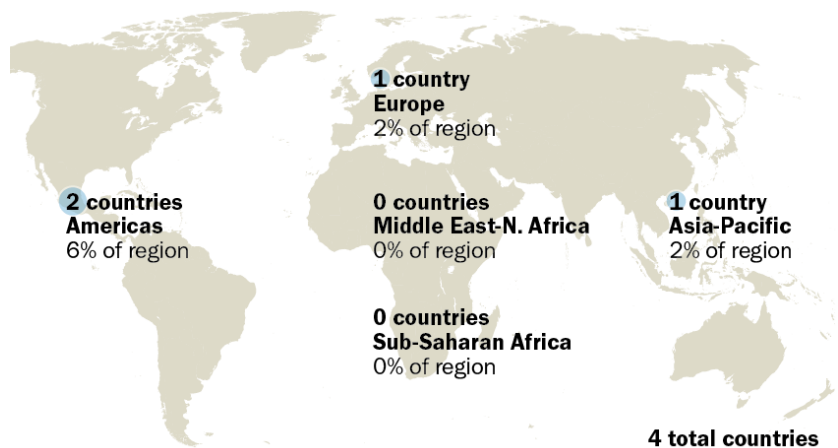 1 country
Europe
2% of region
2 countries
Americas
6% of region
0 countries
Middle East-N. Africa
0% of region
1 country
Asia-Pacific
2% of region
0 countries
Sub-Saharan Africa
0% of region
4 total countries